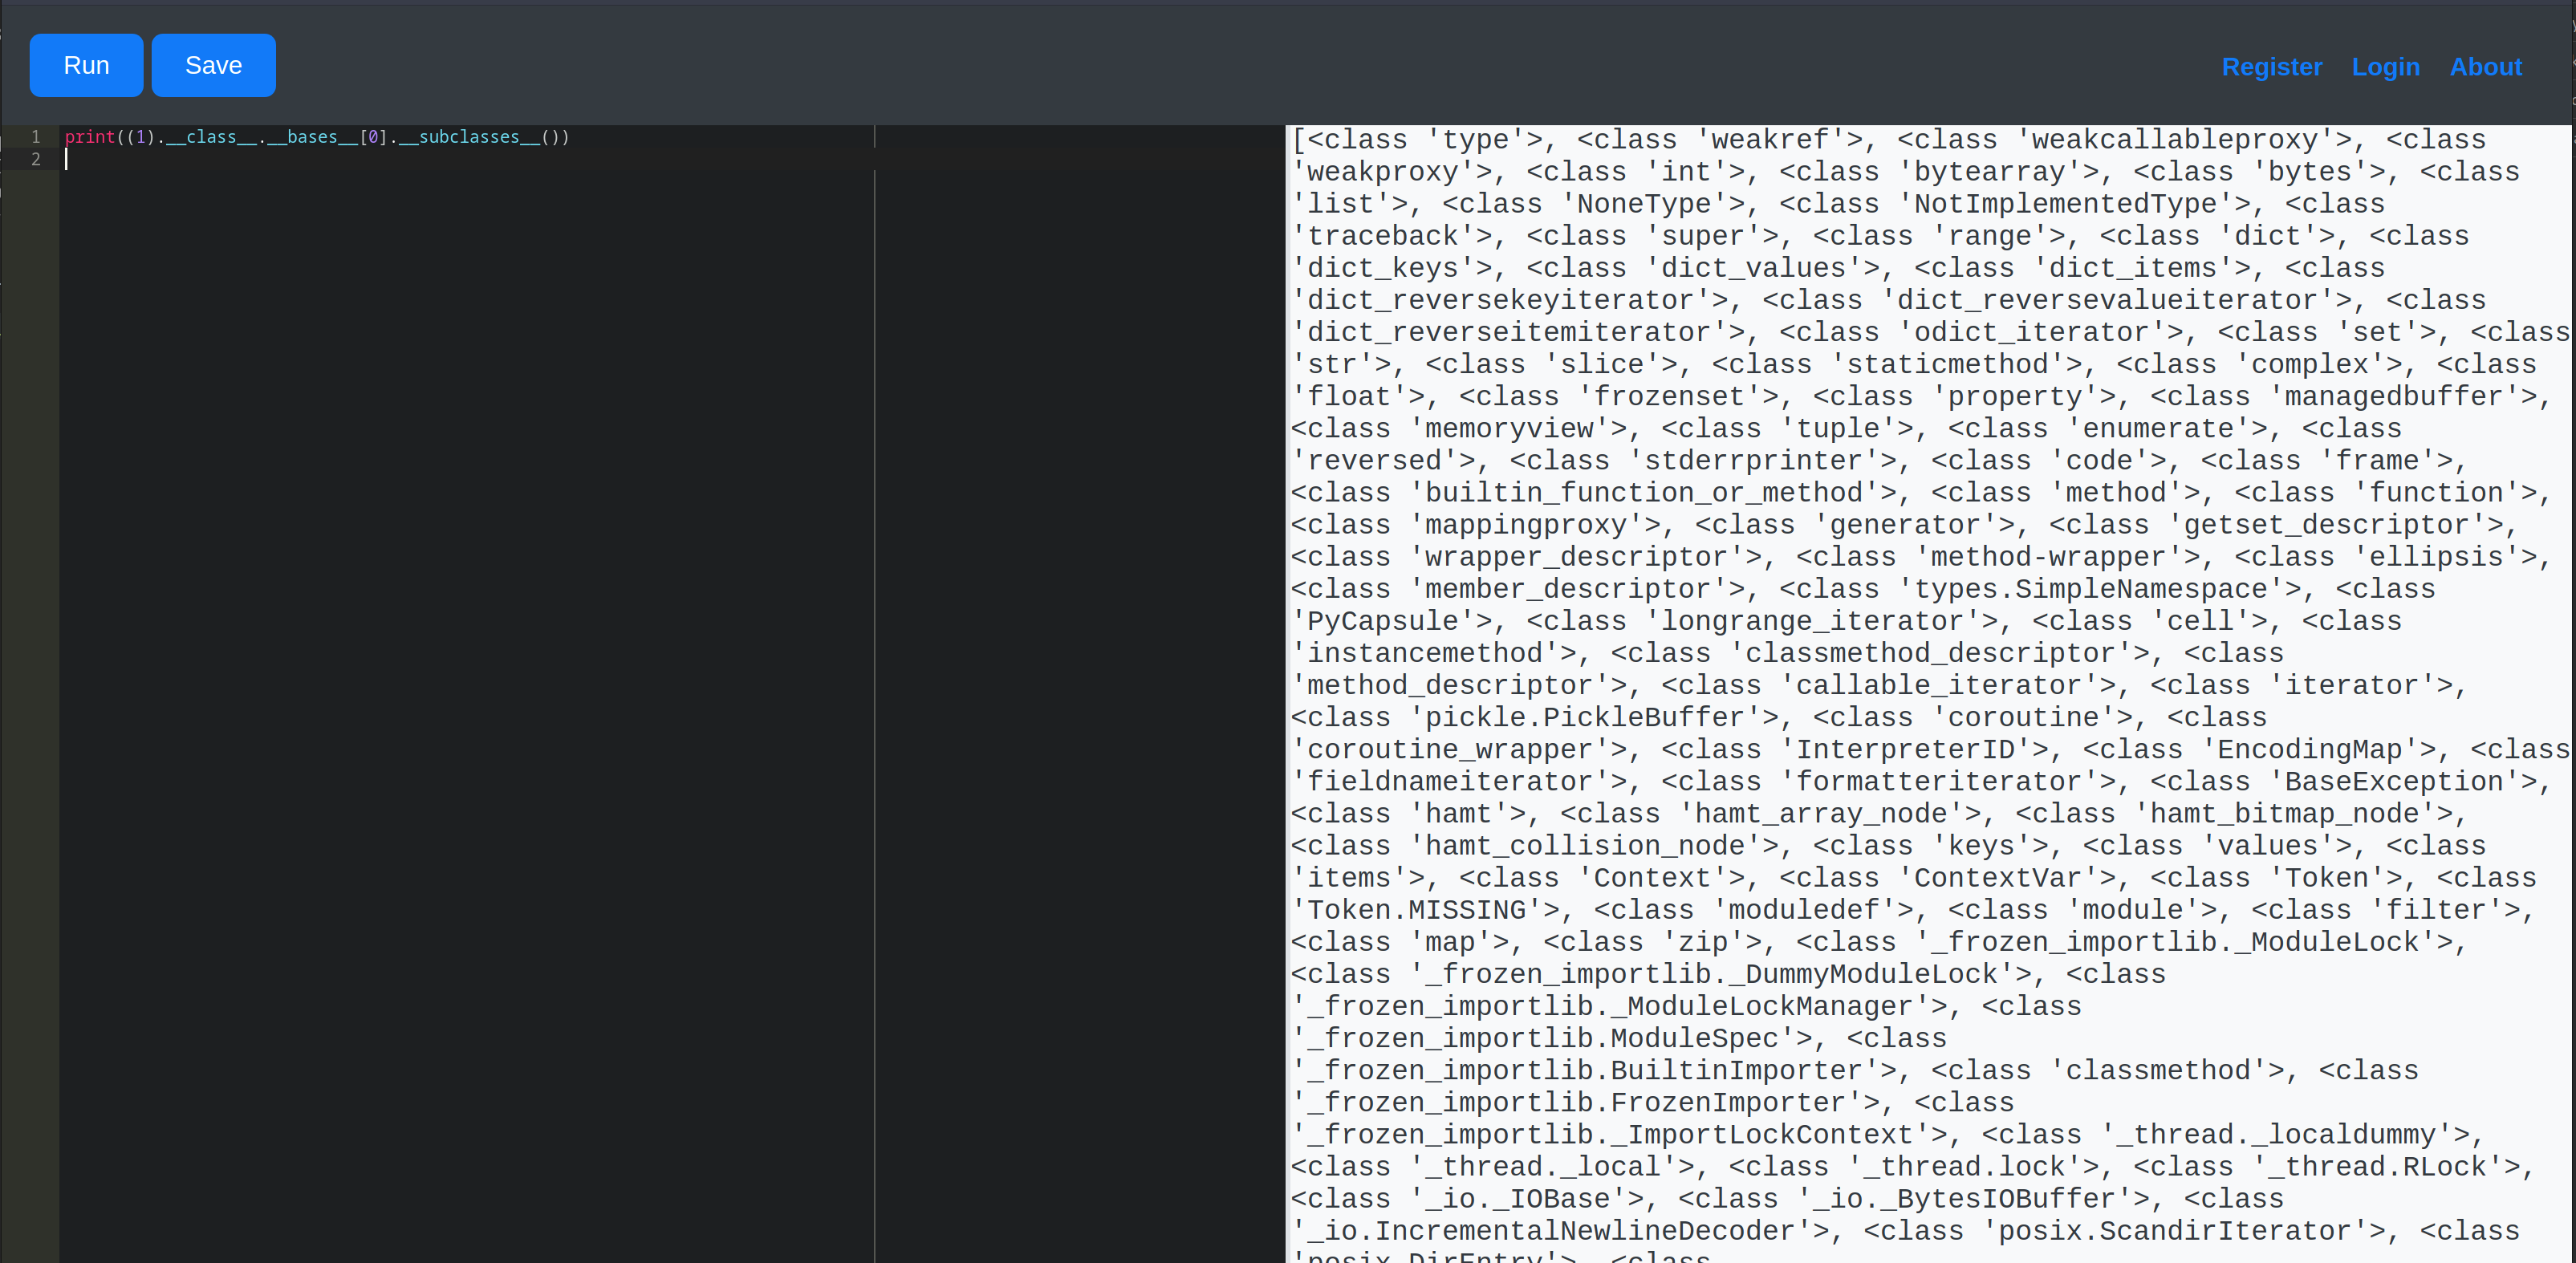 Run Save Register Login About
1 print((1).__class__.__bases__[0].__subclasses__())
2
[<class 'type'>, <class 'weakref'>, <class 'weakcallableproxy'>, <class
'weakproxy'>, <class 'int'>, <class 'bytearray'>, <class 'bytes'>, <class
'list'>, <class 'NoneType'>, <class 'NotImplementedType'>, <class
'traceback'>, <class 'super'>, <class 'range'>, <class 'dict'>, <class
'dict_keys'>, <class 'dict_values'>, <class 'dict_items'>, <class
'dict_reversekeyiterator'>, <class 'dict_reversevalueiterator'>, <class
'dict_reverseitemiterator'>, <class 'odict_iterator'>, <class 'set'>, <class
'str'>, <class 'slice'>, <class 'staticmethod'>, <class 'complex'>, <class
'float'>, <class 'frozenset'>, <class 'property'>, <class 'managedbuffer'>,
<class 'memoryview'>, <class 'tuple'>, <class 'enumerate'>, <class
'reversed'>, <class 'stderrprinter'>, <class 'code'>, <class 'frame'>,
<class 'builtin_function_or_method'>, <class 'method'>, <class 'function'>,
<class 'mappingproxy'>, <class 'generator'>, <class 'getset_descriptor'>,
<class 'wrapper_descriptor'>, <class 'method-wrapper'>, <class 'ellipsis'>,
<class 'member_descriptor'>, <class 'types.SimpleNamespace'>, <class
'PyCapsule'>, <class 'longrange_iterator'>, <class 'cell'>, <class
'instancemethod'>, <class 'classmethod_descriptor'>, <class
'method_descriptor'>, <class 'callable_iterator'>, <class 'iterator'>,
<class 'pickle.PickleBuffer'>, <class 'coroutine'>, <class
'coroutine_wrapper'>, <class 'InterpreterID'>, <class 'EncodingMap'>, <class
'fieldnameiterator'>, <class 'formatteriterator'>, <class 'BaseException'>,
<class 'hamt'>, <class 'hamt_array_node'>, <class 'hamt_bitmap_node'>,
<class 'hamt_collision_node'>, <class 'keys'>, <class 'values'>, <class
'items'>, <class 'Context'>, <class 'ContextVar'>, <class 'Token'>, <class
'Token.MISSING'>, <class 'moduledef'>, <class 'module'>, <class 'filter'>,
<class 'map'>, <class 'zip'>, <class '_frozen_importlib._ModuleLock'>,
<class '_frozen_importlib._DummyModuleLock'>, <class
'_frozen_importlib._ModuleLockManager'>, <class
'_frozen_importlib.ModuleSpec'>, <class
'_frozen_importlib.BuiltinImporter'>, <class 'classmethod'>, <class
'_frozen_importlib.FrozenImporter'>, <class
'_frozen_importlib._ImportLockContext'>, <class '_thread._localdummy'>,
<class '_thread._local'>, <class '_thread.lock'>, <class '_thread.RLock'>,
<class '_io._IOBase'>, <class '_io._BytesIOBuffer'>, <class
'_io.IncrementalNewlineDecoder'>, <class 'posix.ScandirIterator'>, <class
'posix.DirEntry'>, <class